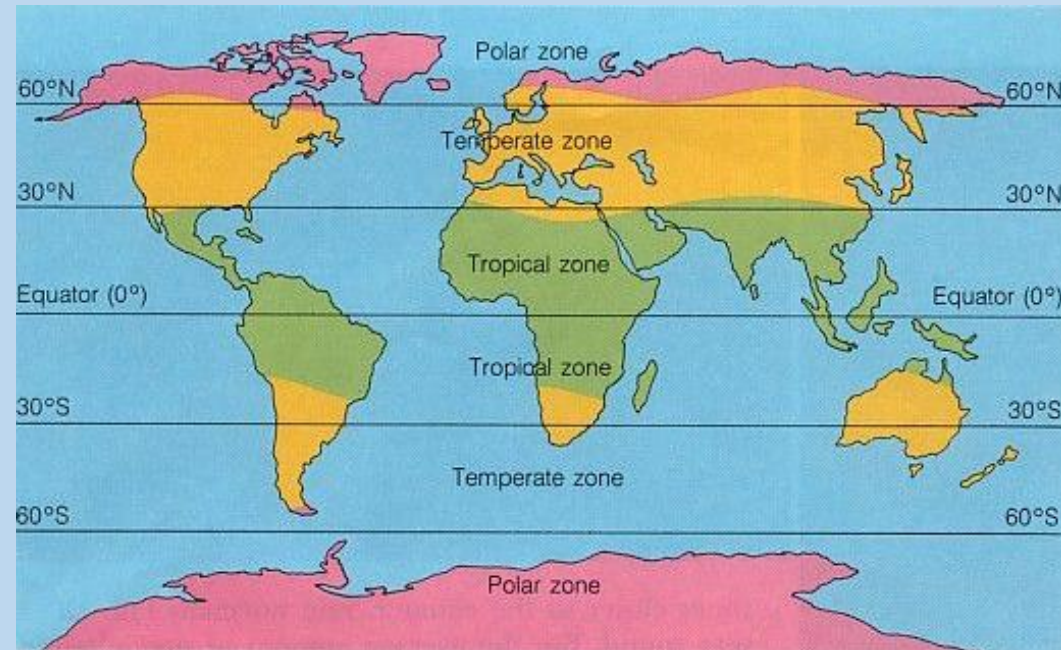 Polar zone
60°N 60°N
Temperate zone
30°N 30°N
Tropical zone
Equator (0°) Equator (0°)
Tropical zone
30°S 30°S
Temperate zone
60°S 60°S
Polar zone